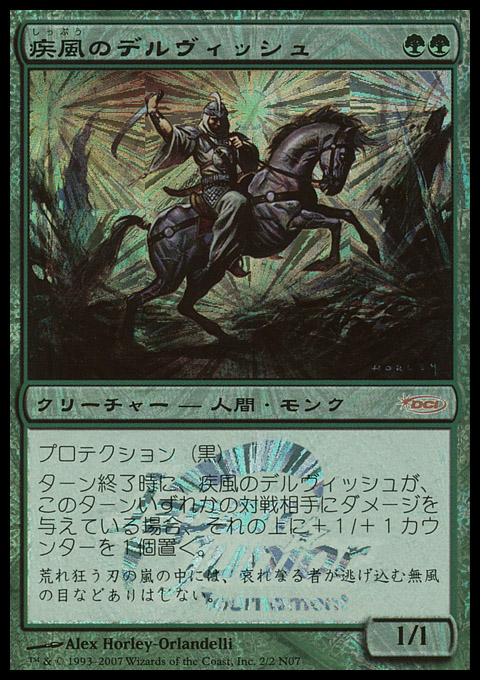 しっぷう
疾風のデルヴィッシュ
HORLEY
クリーチャー — 人間・モンク
DCI
プロテクション（黒）
ターン終了時に、疾風のデルヴィッシュが、
このターンいずれかの対戦相手にダメージを
与えている場合、それの上に＋1/＋1カウ
ンターを１個置く。
荒れ狂う刃の嵐の中には、哀れなる者が逃げ込む無風
の目などありはしない。
Junior
Tournament
Alex Horley-Orlandelli
1/1
™ & © 1993–2007 Wizards of the Coast, Inc. 2/2 N07